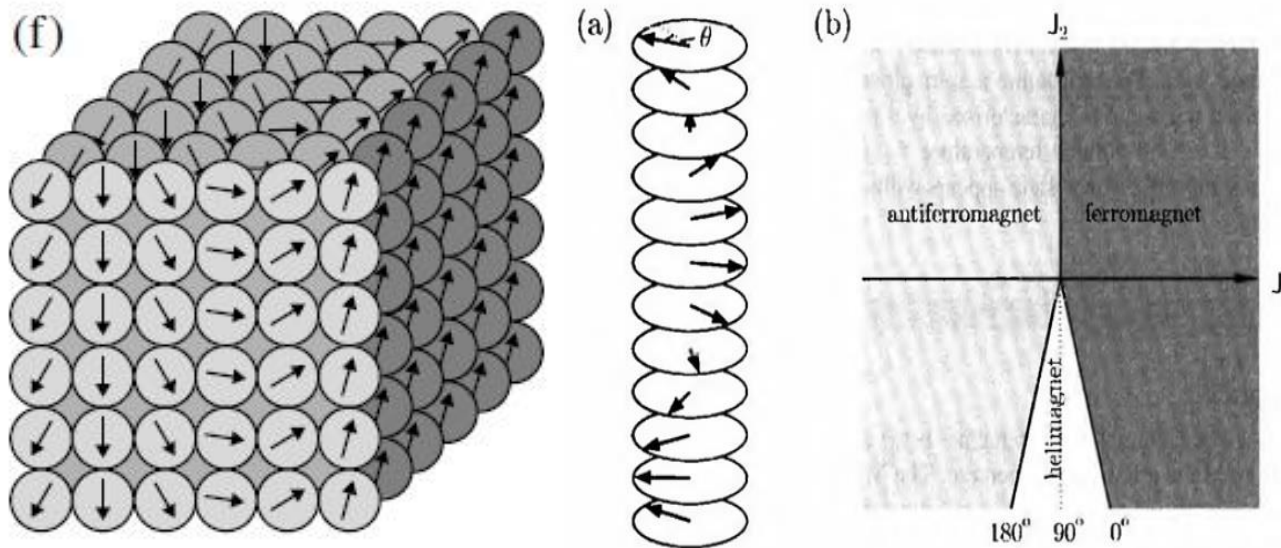 (f)
(a)
θ
(b)
J₂
antiferromagnet
ferromagnet
J
helimagnet
180° 90° 0°